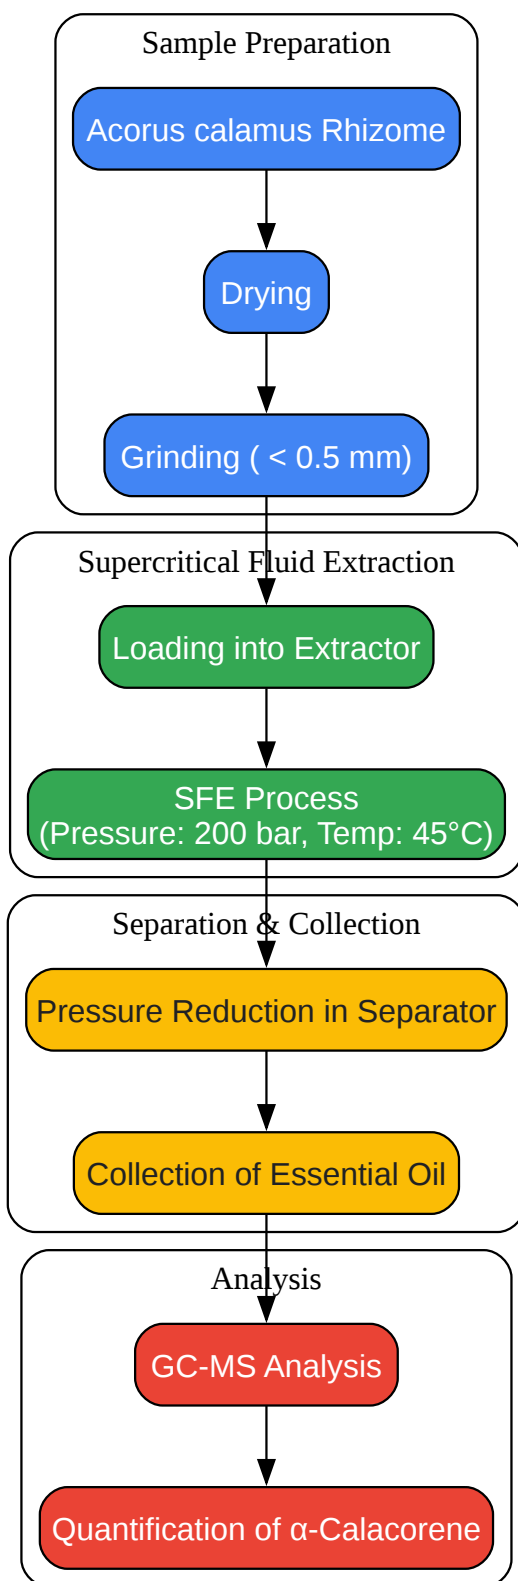 Sample Preparation
Acorus calamus Rhizome
Drying
Grinding ( < 0.5 mm)
Supercritical Fluid Extraction
Loading into Extractor
SFE Process
(Pressure: 200 bar, Temp: 45°C)
Separation & Collection
Pressure Reduction in Separator
Collection of Essential Oil
Analysis
GC-MS Analysis
Quantification of α-Calacorene